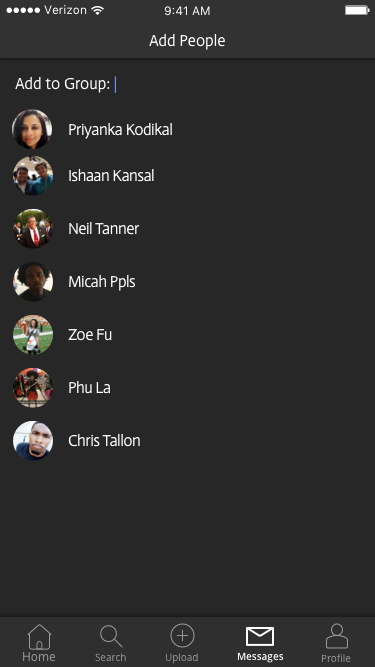 Verizon 9:41 AM
Add People
Add to Group:
Priyanka Kodikal
Ishaan Kansal
Neil Tanner
Micah Ppls
Zoe Fu
Phu La
Chris Tallon
Home Search Upload Messages Profile